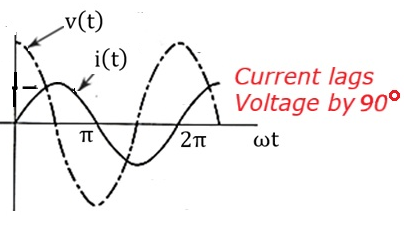 v(t)
i(t)
Current lags
Voltage by 90°
π
2π
ωt